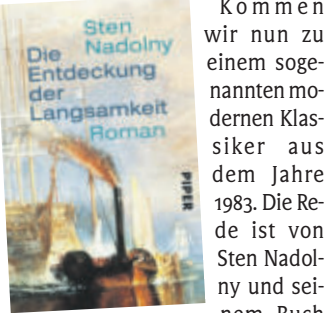 Sten
Nadolny
Die
Entdeckung
der
Langsamkeit
Roman
PIPER
Kommen
wir nun zu
einem soge-
nannten mo-
dernen Klas-
siker aus
dem Jahre
1983. Die Re-
de ist von
Sten Nadol-
ny und sei-
nem Buch